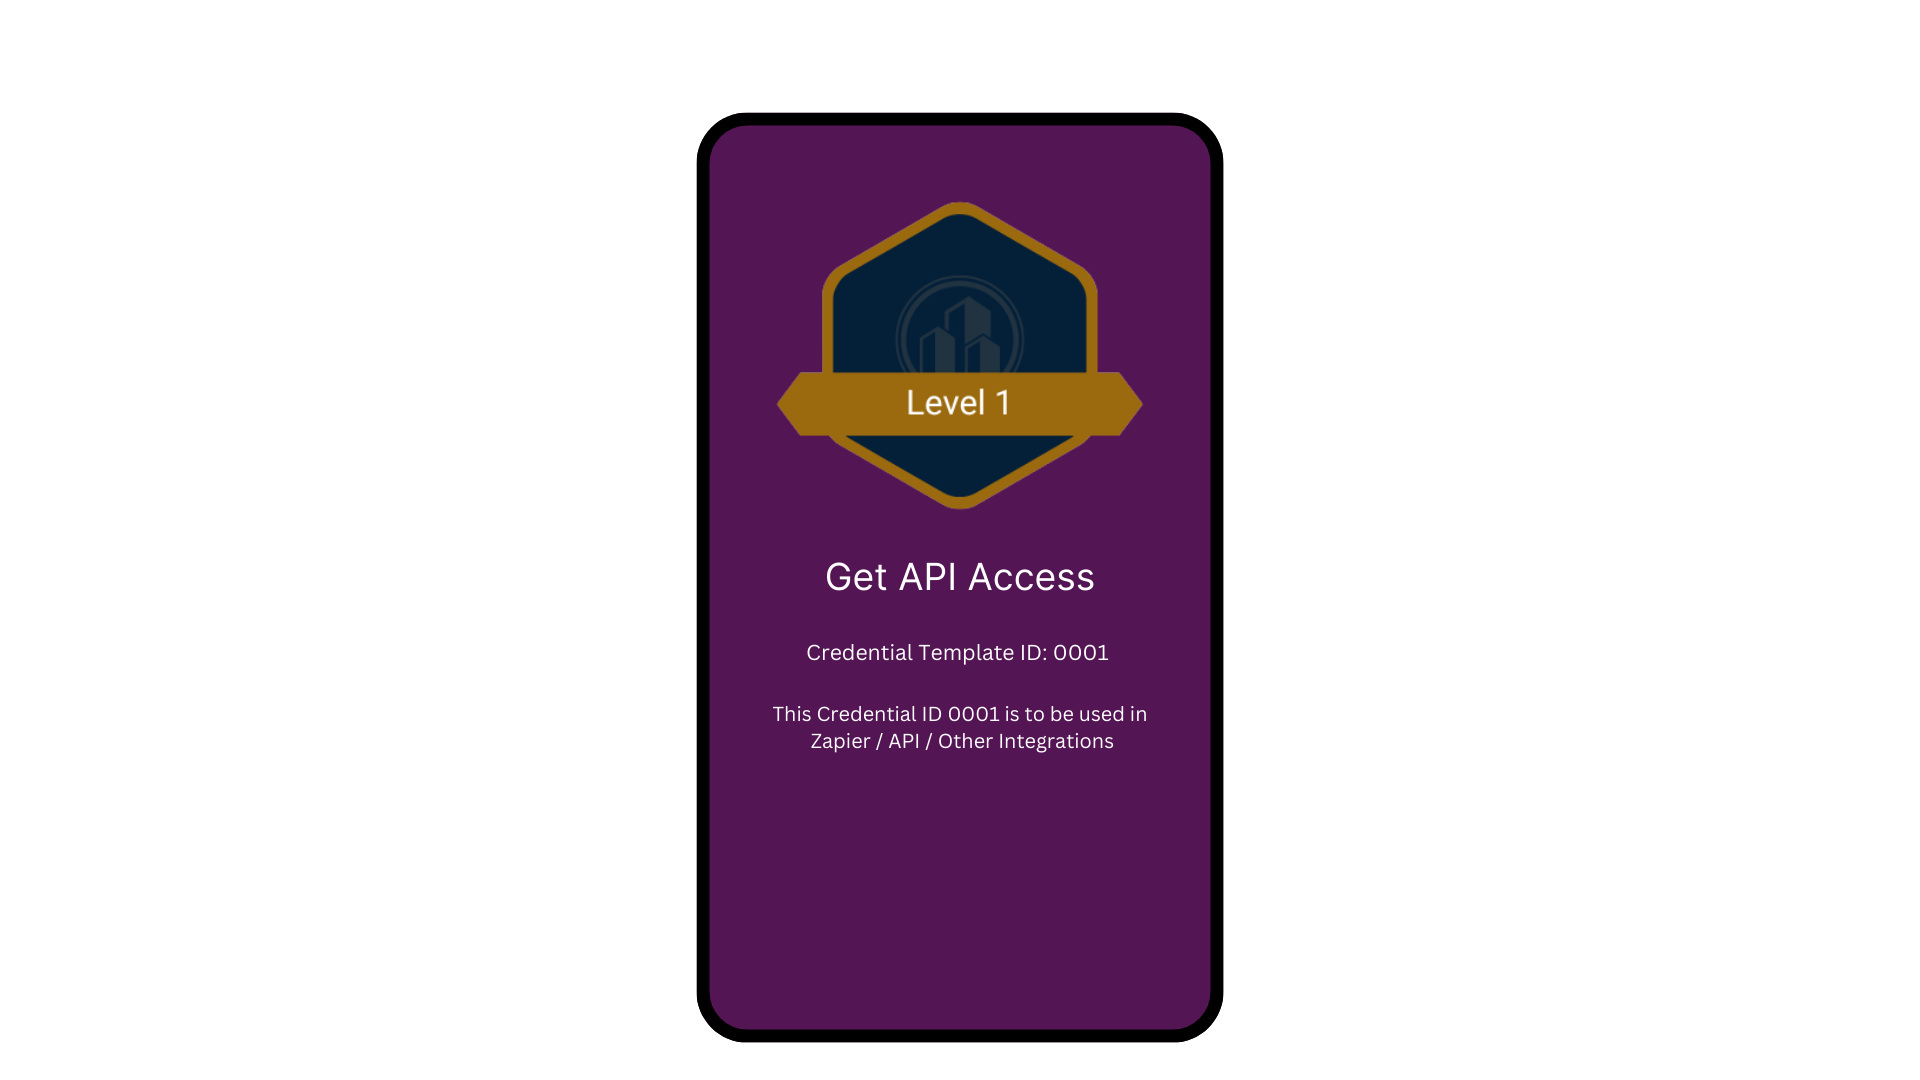 Level 1
Get API Access
Credential Template ID: 0001
This Credential ID 0001 is to be used in
Zapier / API / Other Integrations